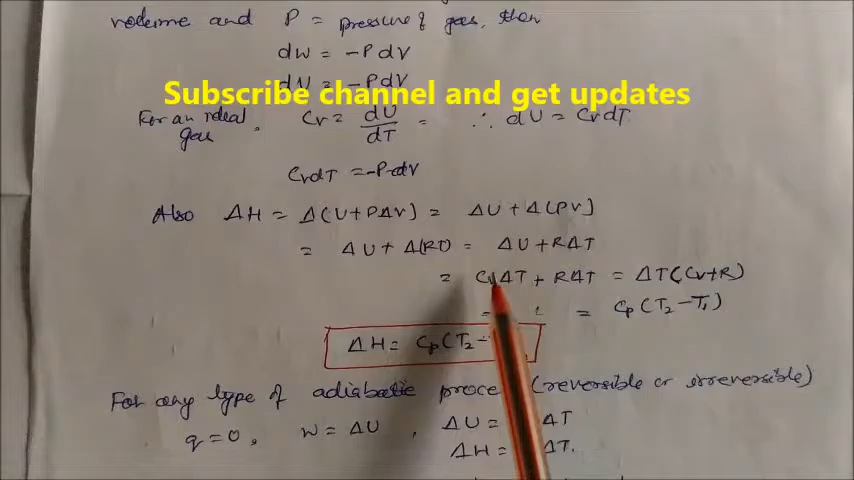 volume and P = pressure of gas, then
dW = -PdV
dU = -PdV
Subscribe channel and get updates
For an ideal gas, Cv = dU/dT = ∴ dU = CvdT
CvdT = -PdV
Also ΔH = Δ(U+PΔV) = ΔU + Δ(PV)
= ΔU + Δ(RT) = ΔU + RΔT
= CvΔT + RΔT = ΔT(Cv+R)
= = Cp(T2-T1)
ΔH = Cp(T2-
For any type of adiabatic proce (reversible or irreversible)
q=0, W = ΔU , ΔU = ΔT
ΔH = ΔT.